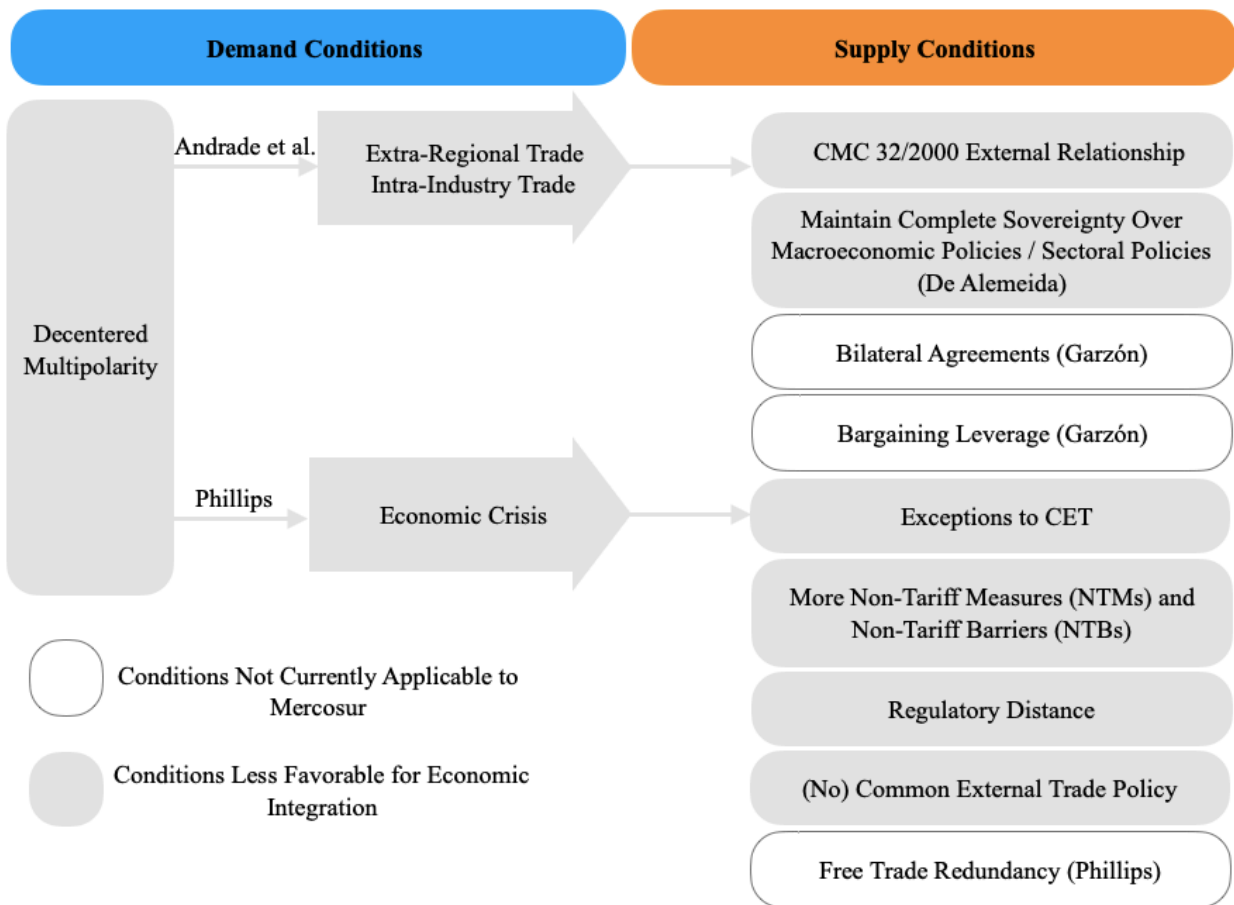 Demand Conditions
Supply Conditions
Decentered
Multipolarity
Andrade et al.
Extra-Regional Trade
Intra-Industry Trade
Phillips
Economic Crisis
CMC 32/2000 External Relationship
Maintain Complete Sovereignty Over
Macroeconomic Policies / Sectoral Policies
(De Alemeida)
Bilateral Agreements (Garzón)
Bargaining Leverage (Garzón)
Exceptions to CET
More Non-Tariff Measures (NTMs) and
Non-Tariff Barriers (NTBs)
Regulatory Distance
(No) Common External Trade Policy
Free Trade Redundancy (Phillips)
Conditions Not Currently Applicable to
Mercosur
Conditions Less Favorable for Economic
Integration